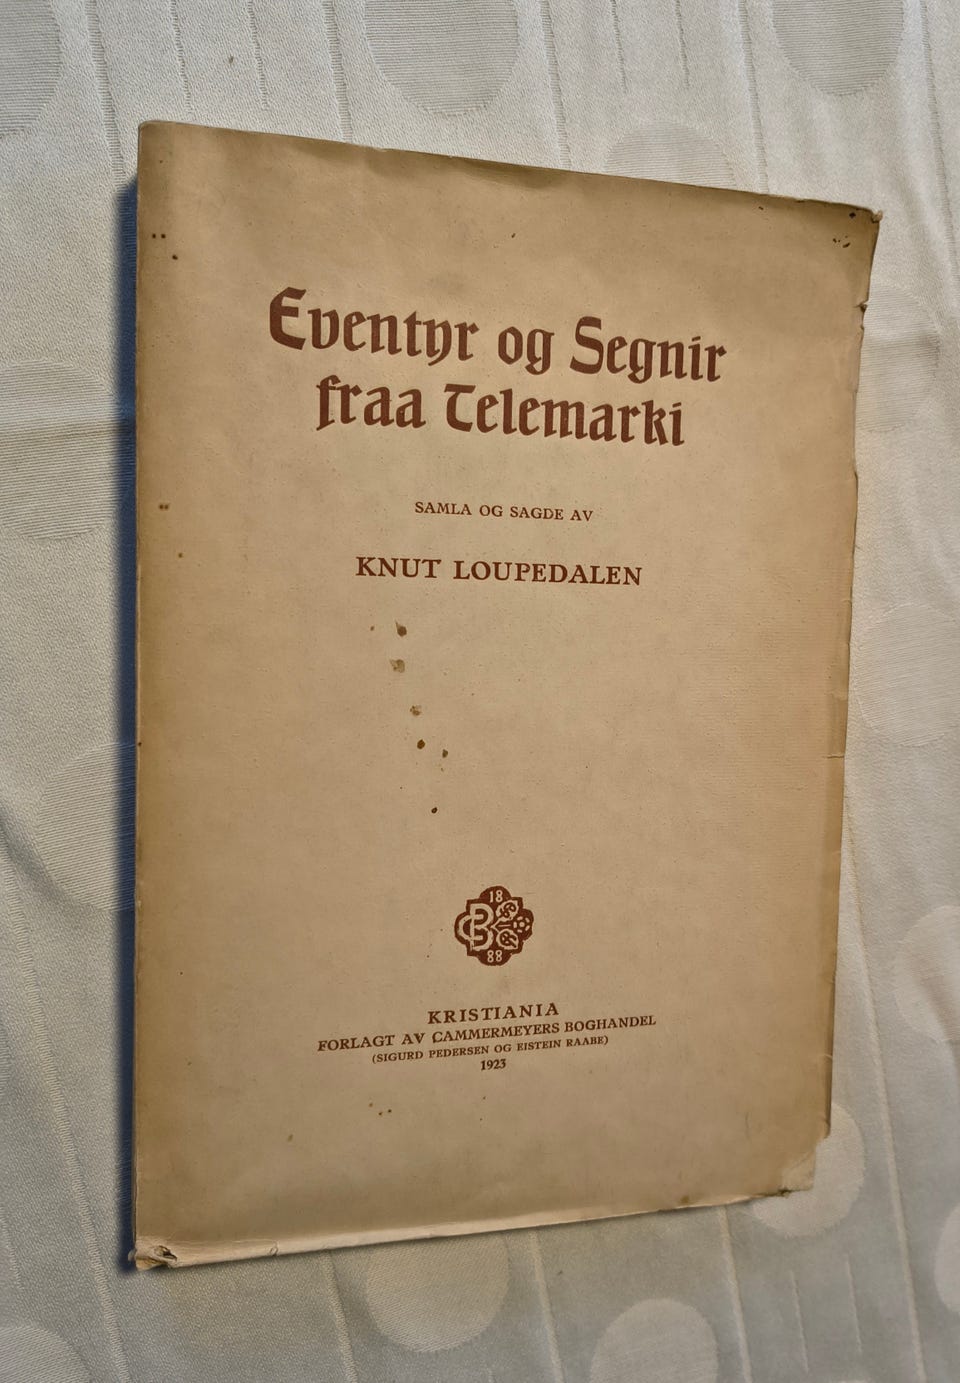 Eventyr og Segnir
fraa Telemarki
SAMLA OG SAGDE AV
KNUT LOUPEDALEN
18
CB
88
KRISTIANIA
FORLAGT AV CAMMERMEYERS BOGHANDEL
(SIGURD PEDERSEN OG EISTEIN RAABE)
1923